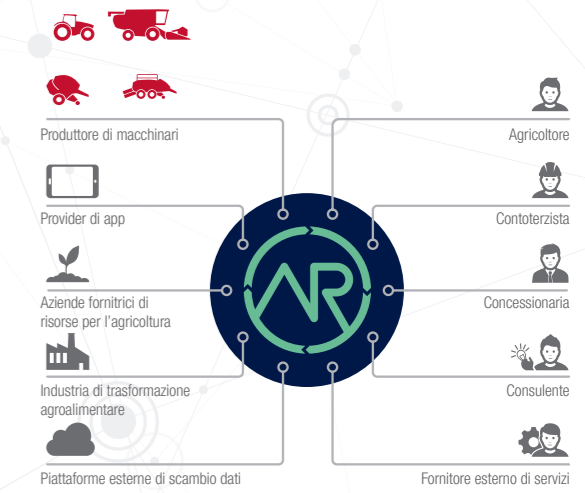 Produttore di macchinari
Agricoltore
Provider di app
Contoterzista
AR
Aziende fornitrici di
risorse per l'agricoltura
Concessionaria
Industria di trasformazione
agroalimentare
Consulente
Piattaforme esterne di scambio dati
Fornitore esterno di servizi